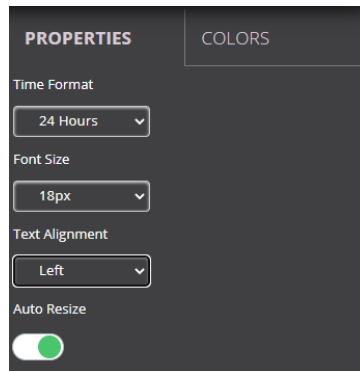 PROPERTIES COLORS
Time Format
24 Hours
Font Size
18px
Text Alignment
Left
Auto Resize